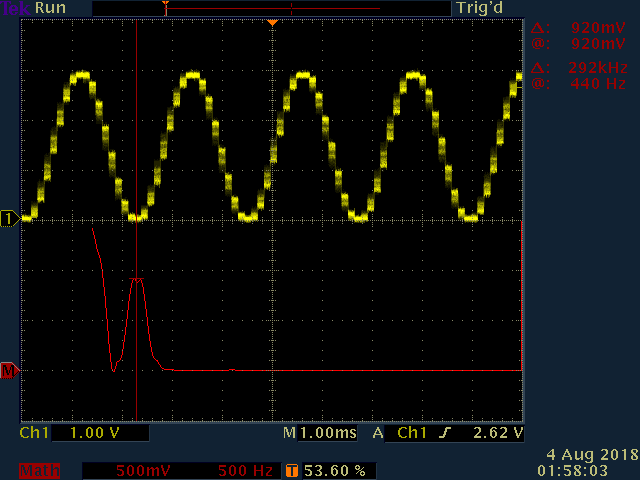 Tek Run Trig'd
Δ: 920mV
@: 920mV
Δ: 292kHz
@: 440 Hz
1
M
Ch1 1.00 V M 1.00ms A Ch1 2.62 V
4 Aug 2018
01:58:03
Math 500mV 500 Hz T 53.60 %